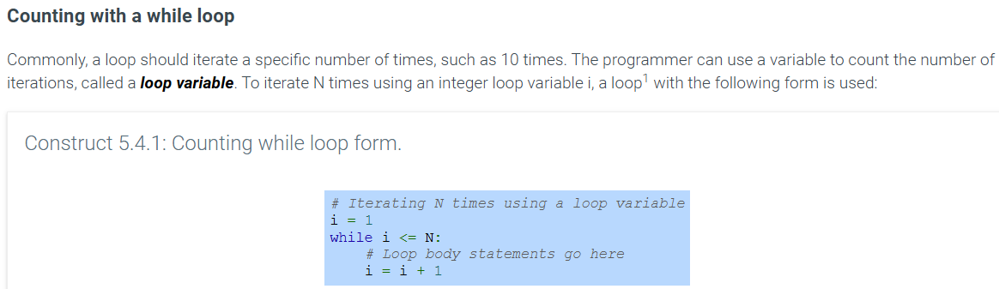 Counting with a while loop
Commonly, a loop should iterate a specific number of times, such as 10 times. The programmer can use a variable to count the number of
iterations, called a loop variable. To iterate N times using an integer loop variable i, a loop1 with the following form is used:
Construct 5.4.1: Counting while loop form.
# Iterating N times using a loop variable
i = 1
while i <= N:
    # Loop body statements go here
    i = i + 1